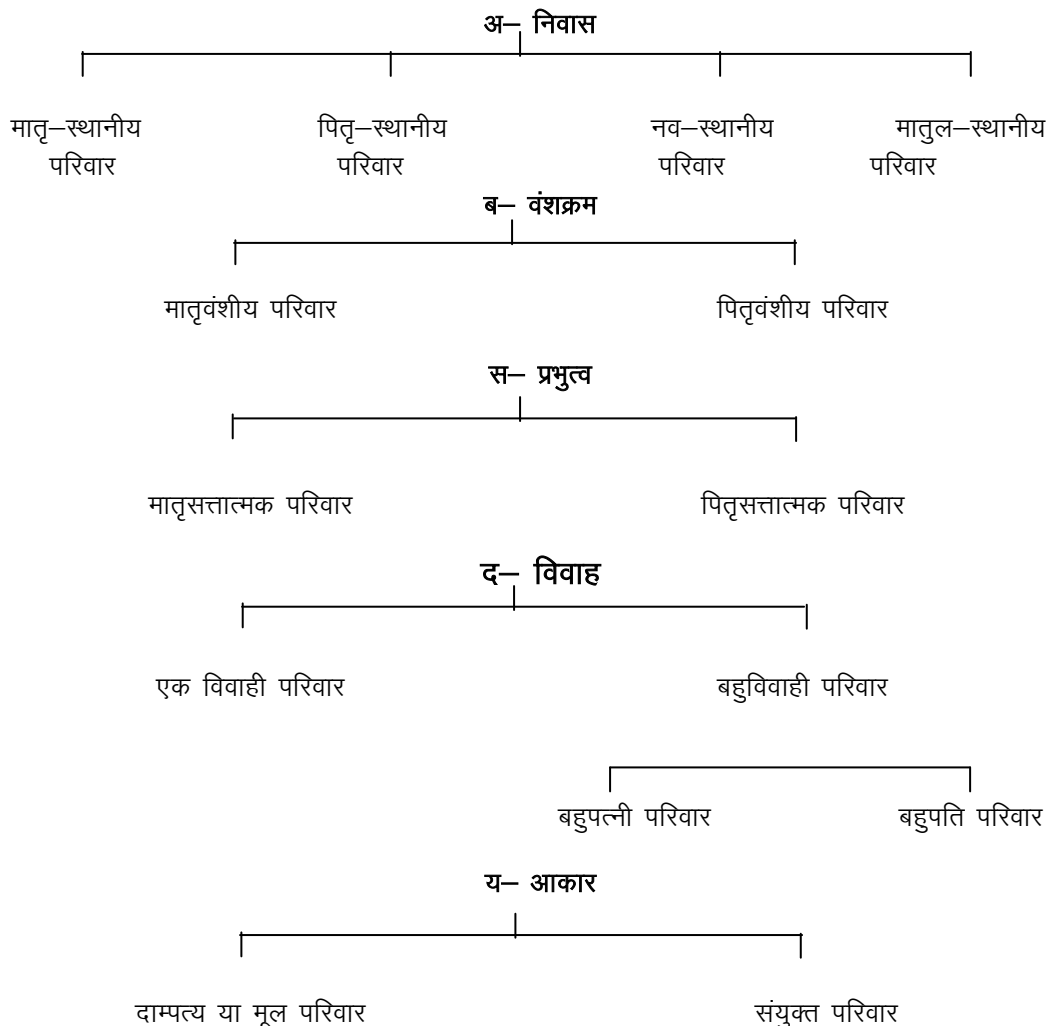 अ– निवास
मातृ–स्थानीय परिवार
पितृ–स्थानीय परिवार
नव–स्थानीय परिवार
मातुल–स्थानीय परिवार
ब– वंशक्रम
मातृवंशीय परिवार
पितृवंशीय परिवार
स– प्रभुत्व
मातृसत्तात्मक परिवार
पितृसत्तात्मक परिवार
द– विवाह
एक विवाही परिवार
बहुविवाही परिवार
बहुपत्नी परिवार
बहुपति परिवार
य– आकार
दाम्पत्य या मूल परिवार
संयुक्त परिवार